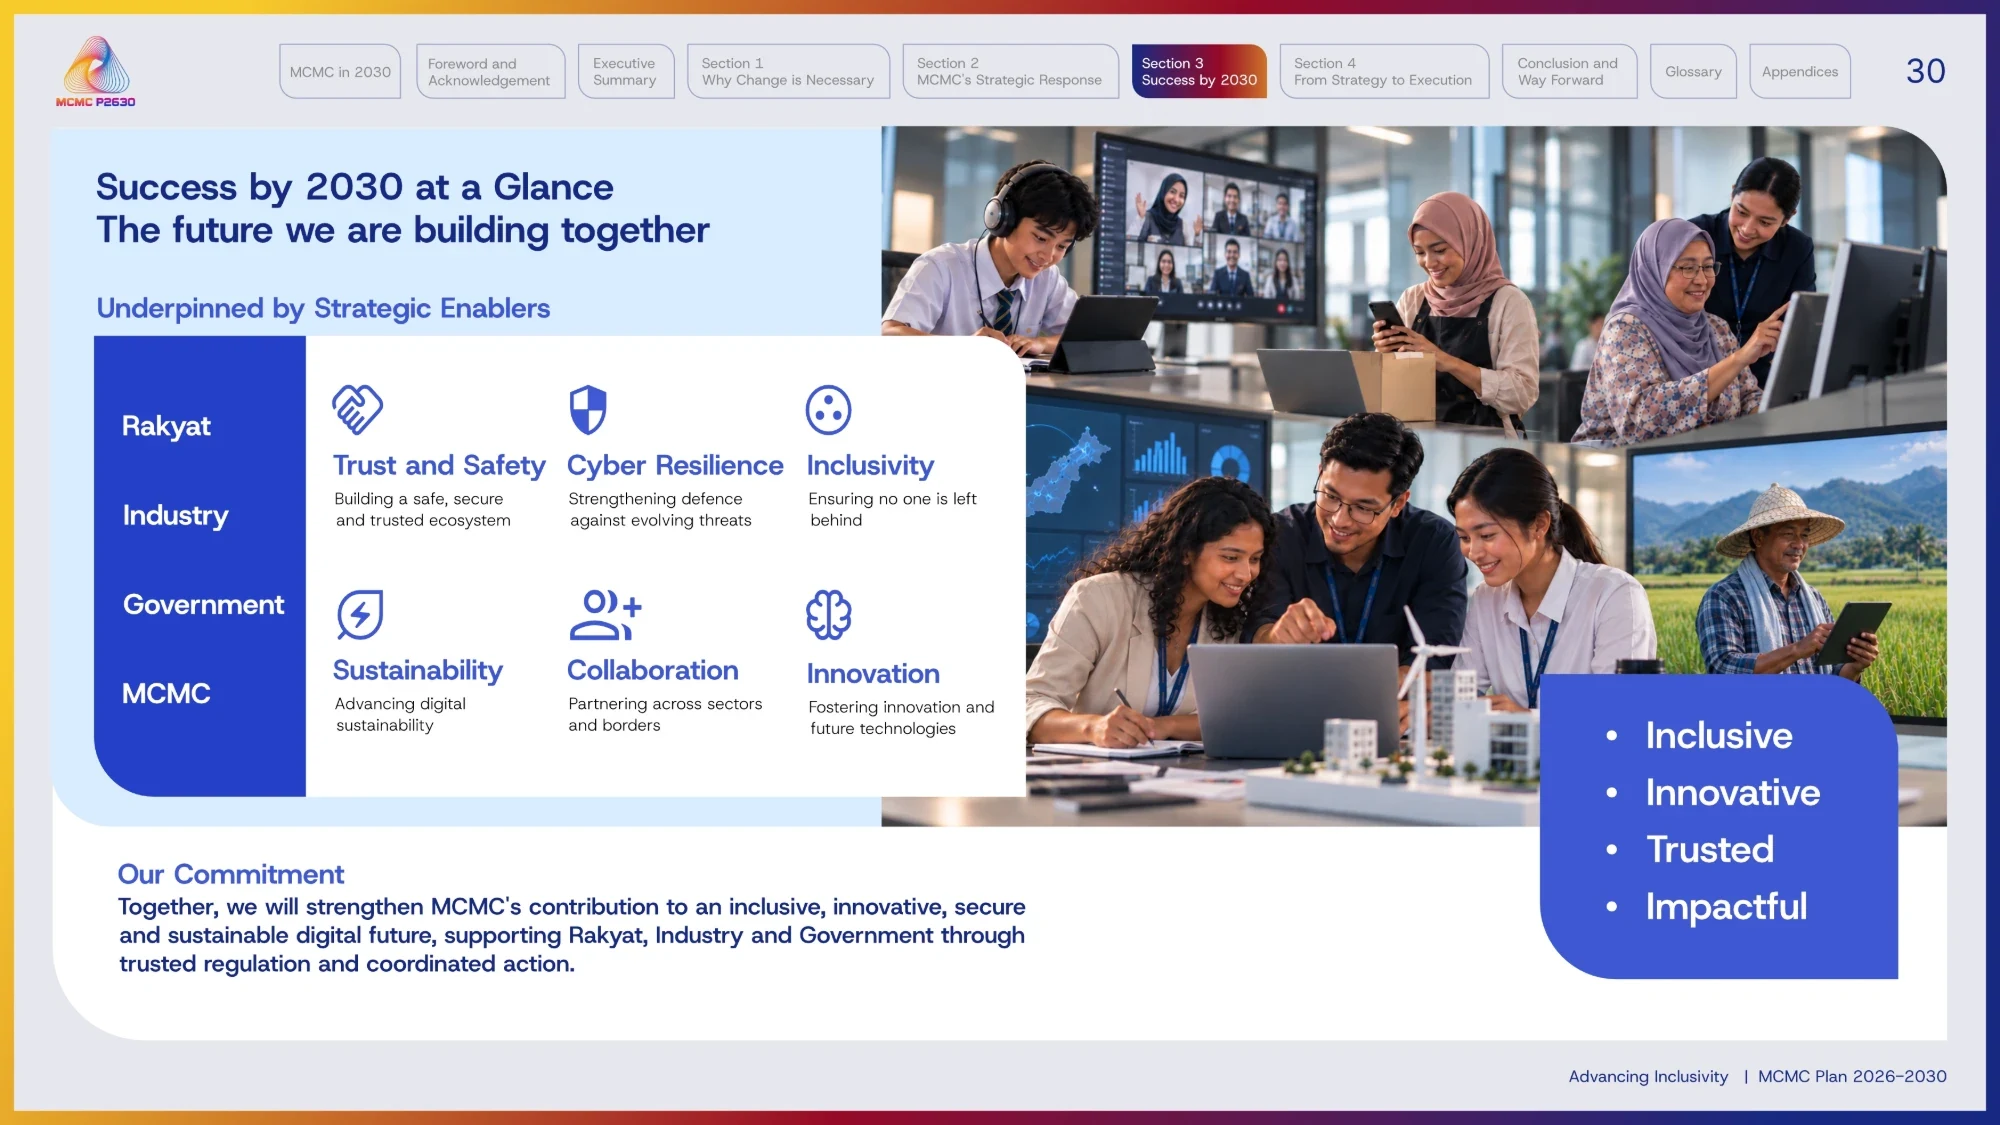 MCMC P2630
MCMC in 2030
Foreword and
Acknowledgement
Executive
Summary
Section 1
Why Change is Necessary
Section 2
MCMC's Strategic Response
Section 3
Success by 2030
Section 4
From Strategy to Execution
Conclusion and
Way Forward
Glossary
Appendices
30
Success by 2030 at a Glance
The future we are building together
Underpinned by Strategic Enablers
Rakyat
Industry
Government
MCMC
Trust and Safety
Building a safe, secure
and trusted ecosystem
Cyber Resilience
Strengthening defence
against evolving threats
Inclusivity
Ensuring no one is left
behind
Sustainability
Advancing digital
sustainability
Collaboration
Partnering across sectors
and borders
Innovation
Fostering innovation and
future technologies
• Inclusive
• Innovative
• Trusted
• Impactful
Our Commitment
Together, we will strengthen MCMC's contribution to an inclusive, innovative, secure
and sustainable digital future, supporting Rakyat, Industry and Government through
trusted regulation and coordinated action.
Advancing Inclusivity | MCMC Plan 2026–2030